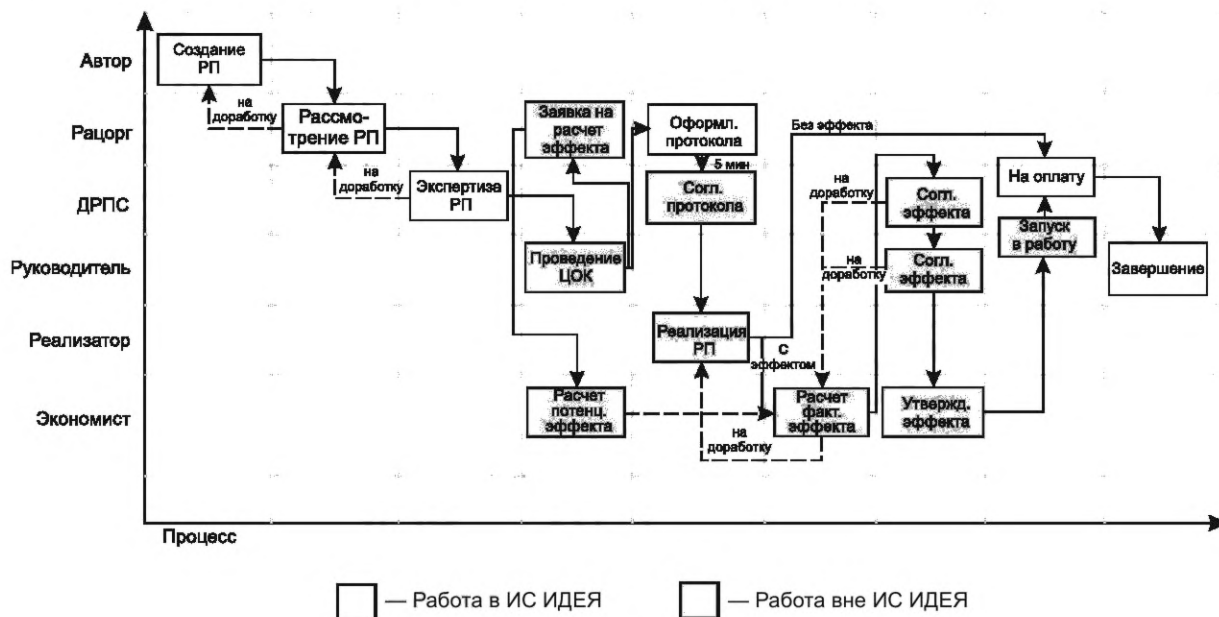 Автор
Рацорг
ДРПС
Руководитель
Реализатор
Экономист
Создание
РП
на
доработку
Рассмо-
трение РП
на
доработку
Экспертиза
РП
Заявка на
расчет
эффекта
Проведение
ЦОК
Расчет
потенц.
эффекта
Оформл.
протокола
5 мин
Согл.
протокола
Реализация
РП
С
эффектом
на
доработку
Расчет
факт.
эффекта
Без эффекта
на
доработку
Согл.
эффекта
на
доработку
Согл.
эффекта
Утвержд.
эффекта
На оплату
Запуск
в работу
Завершение
Процесс
— Работа в ИС ИДЕЯ
— Работа вне ИС ИДЕЯ